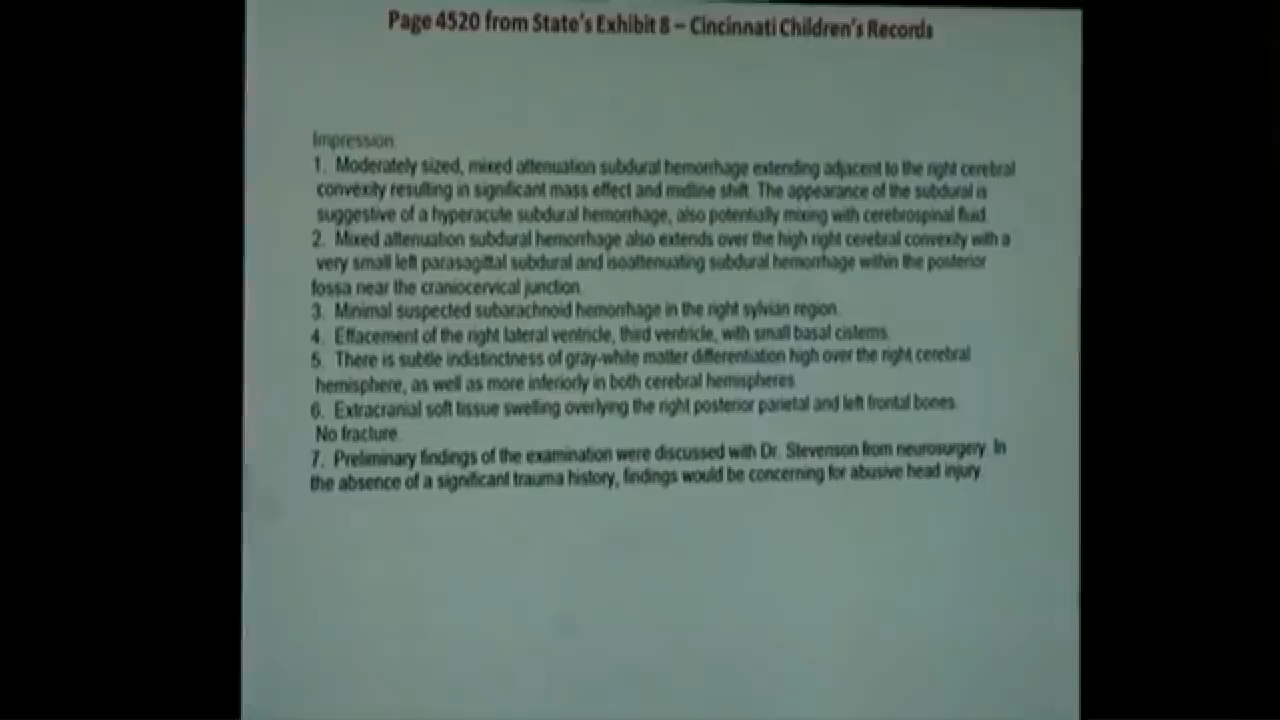 Page 4520 from State's Exhibit 8 – Cincinnati Children's Records
Impression
1. Moderately sized, mixed attenuation subdural hemorrhage extending adjacent to the right cerebral
convexity resulting in significant mass effect and midline shift. The appearance of the subdural is
suggestive of a hyperacute subdural hemorrhage, also potentially mixing with cerebrospinal fluid.
2. Mixed attenuation subdural hemorrhage also extends over the high right cerebral convexity with a
very small left parasagittal subdural and isoattenuating subdural hemorrhage within the posterior
fossa near the craniocervical junction.
3. Minimal suspected subarachnoid hemorrhage in the right sylvian region.
4. Effacement of the right lateral ventricle, third ventricle, with small basal cisterns.
5. There is subtle indistinctness of gray-white matter differentiation high over the right cerebral
hemisphere, as well as more inferiorly in both cerebral hemispheres.
6. Extracranial soft tissue swelling overlying the right posterior parietal and left frontal bones.
No fracture.
7. Preliminary findings of the examination were discussed with Dr. Stevenson from neurosurgery. In
the absence of a significant trauma history, findings would be concerning for abusive head injury.